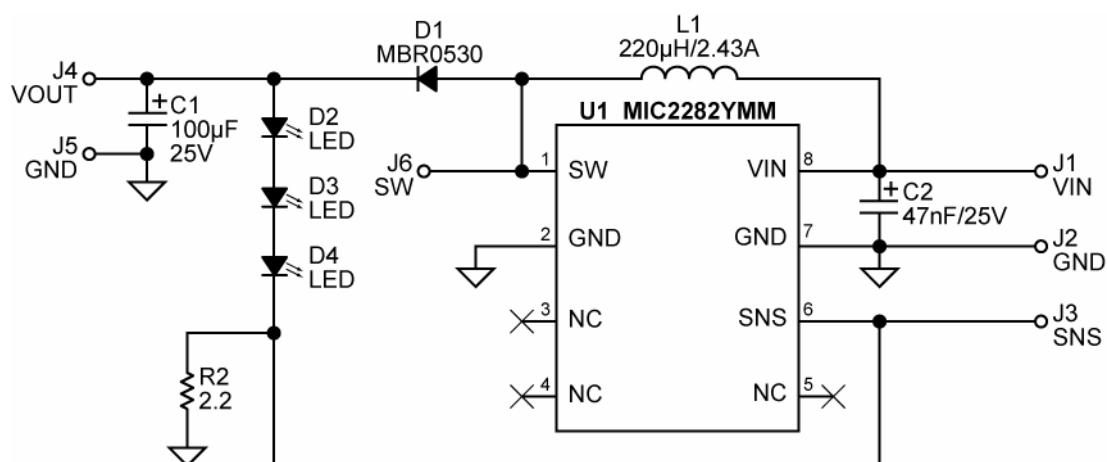 L1
220µH/2.43A
D1
MBR0530
J4
VOUT
C1
100µF
25V
J5
GND
D2
LED
D3
LED
D4
LED
R2
2.2
J6
SW
U1 MIC2282YMM
1
SW
VIN
8
2
GND
GND
7
3
NC
SNS
6
4
NC
NC
5
J1
VIN
C2
47nF/25V
J2
GND
J3
SNS